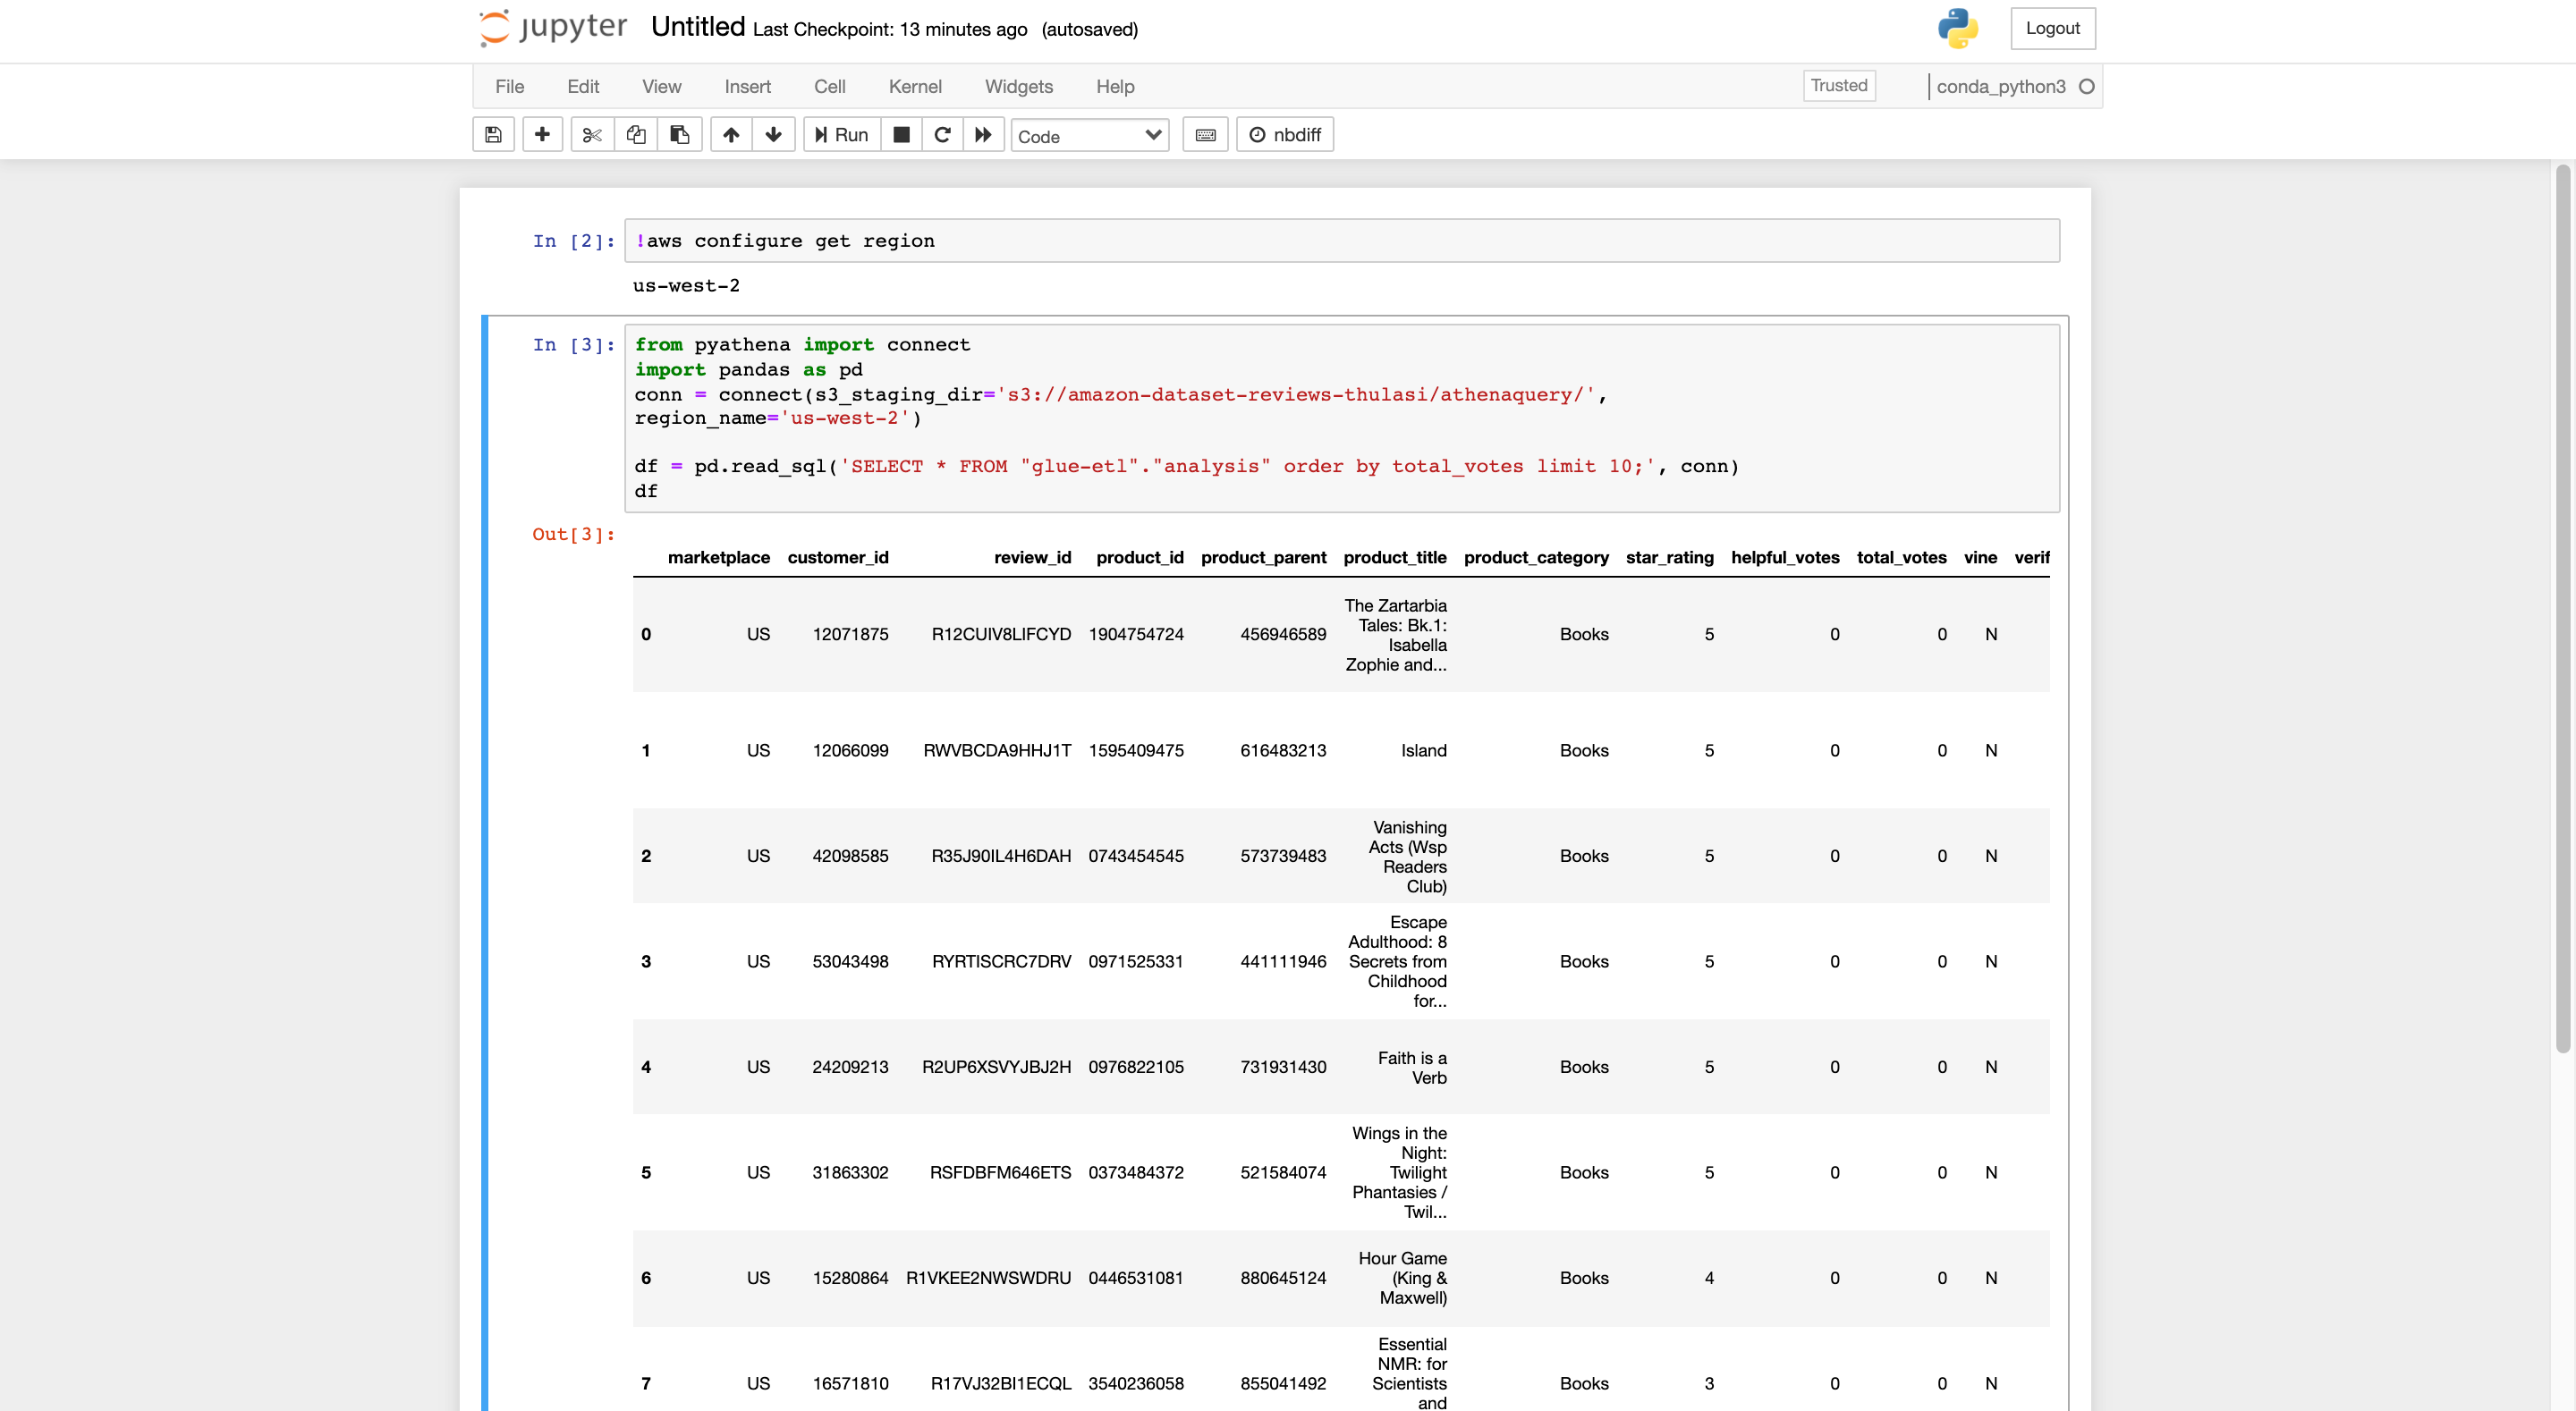 jupyter Untitled Last Checkpoint: 13 minutes ago (autosaved) Logout
File Edit View Insert Cell Kernel Widgets Help Trusted conda_python3
Run Code nbdiff
In [2]: !aws configure get region
us-west-2
In [3]: from pyathena import connect
import pandas as pd
conn = connect(s3_staging_dir='s3://amazon-dataset-reviews-thulasi/athenaquery/',
region_name='us-west-2')
df = pd.read_sql('SELECT * FROM "glue-etl"."analysis" order by total_votes limit 10;', conn)
df
Out[3]:
marketplace customer_id review_id product_id product_parent product_title product_category star_rating helpful_votes total_votes vine verif
0 US 12071875 R12CUIV8LIFCYD 1904754724 456946589 The Zartarbia Tales: Bk.1: Isabella Zophie and... Books 5 0 0 N
1 US 12066099 RWVBCDA9HHJ1T 1595409475 616483213 Island Books 5 0 0 N
2 US 42098585 R35J90IL4H6DAH 0743454545 573739483 Vanishing Acts (Wsp Readers Club) Books 5 0 0 N
3 US 53043498 RYRTISCRC7DRV 0971525331 441111946 Escape Adulthood: 8 Secrets from Childhood for... Books 5 0 0 N
4 US 24209213 R2UP6XSVYJBJ2H 0976822105 731931430 Faith is a Verb Books 5 0 0 N
5 US 31863302 RSFDBFM646ETS 0373484372 521584074 Wings in the Night: Twilight Phantasies / Twil... Books 5 0 0 N
6 US 15280864 R1VKEE2NWSWDRU 0446531081 880645124 Hour Game (King & Maxwell) Books 4 0 0 N
7 US 16571810 R17VJ32BI1ECQL 3540236058 855041492 Essential NMR: for Scientists and Books 3 0 0 N